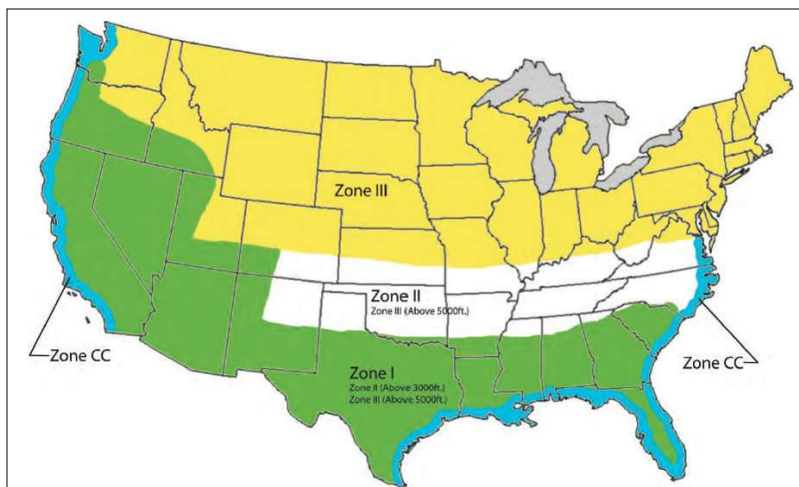 Zone III
Zone II
Zone III (Above 5000ft.)
Zone CC
Zone CC
Zone I
Zone II (Above 3000ft.)
Zone III (Above 5000ft.)